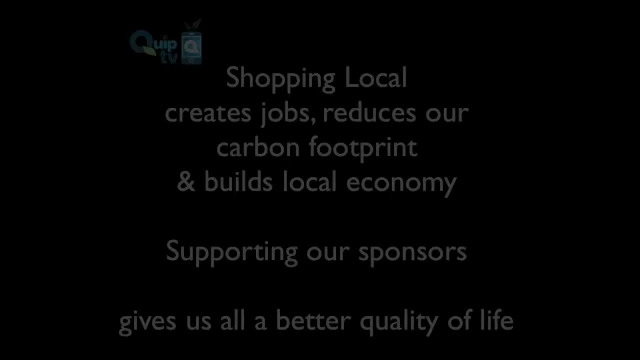 Quip
tv
Shopping Local
creates jobs, reduces our
carbon footprint
& builds local economy
Supporting our sponsors
gives us all a better quality of life